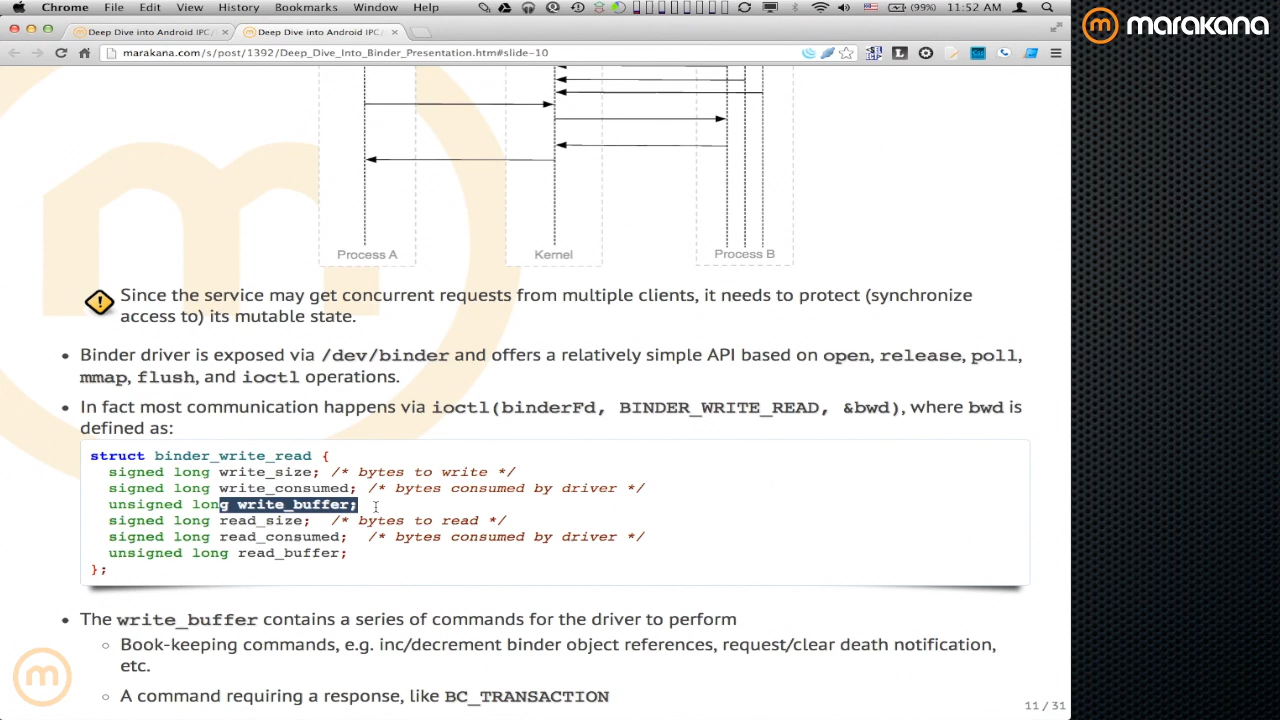 Chrome File Edit View History Bookmarks Window Help (99%) 11:52 AM
marakana
Deep Dive into Android IPC/ × Deep Dive into Android IPC/ ×
marakana.com/s/post/1392/Deep_Dive_Into_Binder_Presentation.htm#slide-10
Process A Kernel Process B
Since the service may get concurrent requests from multiple clients, it needs to protect (synchronize
access to) its mutable state.
• Binder driver is exposed via /dev/binder and offers a relatively simple API based on open, release, poll,
mmap, flush, and ioctl operations.
• In fact most communication happens via ioctl(binderFd, BINDER_WRITE_READ, &bwd), where bwd is
defined as:
struct binder_write_read {
signed long write_size; /* bytes to write */
signed long write_consumed; /* bytes consumed by driver */
unsigned long write_buffer;
signed long read_size; /* bytes to read */
signed long read_consumed; /* bytes consumed by driver */
unsigned long read_buffer;
};
• The write_buffer contains a series of commands for the driver to perform
○ Book-keeping commands, e.g. inc/decrement binder object references, request/clear death notification,
etc.
○ A command requiring a response, like BC_TRANSACTION
11 / 31